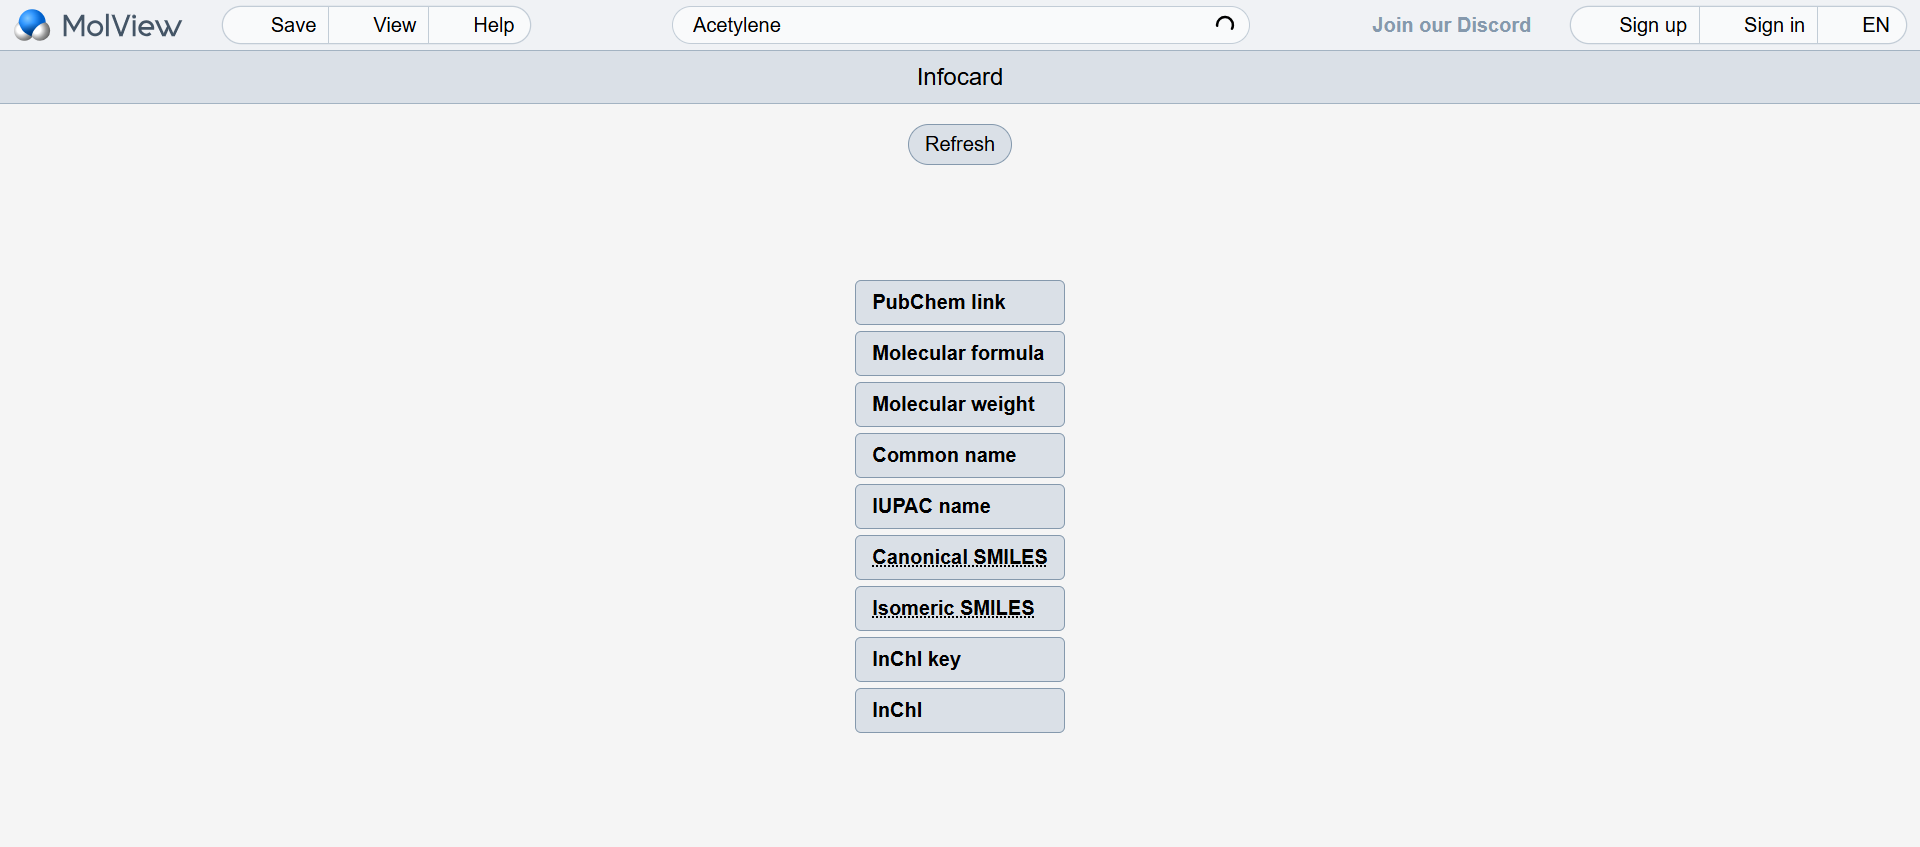 MolView Save View Help Acetylene Join our Discord Sign up Sign in EN
Infocard
Refresh
PubChem link
Molecular formula
Molecular weight
Common name
IUPAC name
Canonical SMILES
Isomeric SMILES
InChI key
InChI